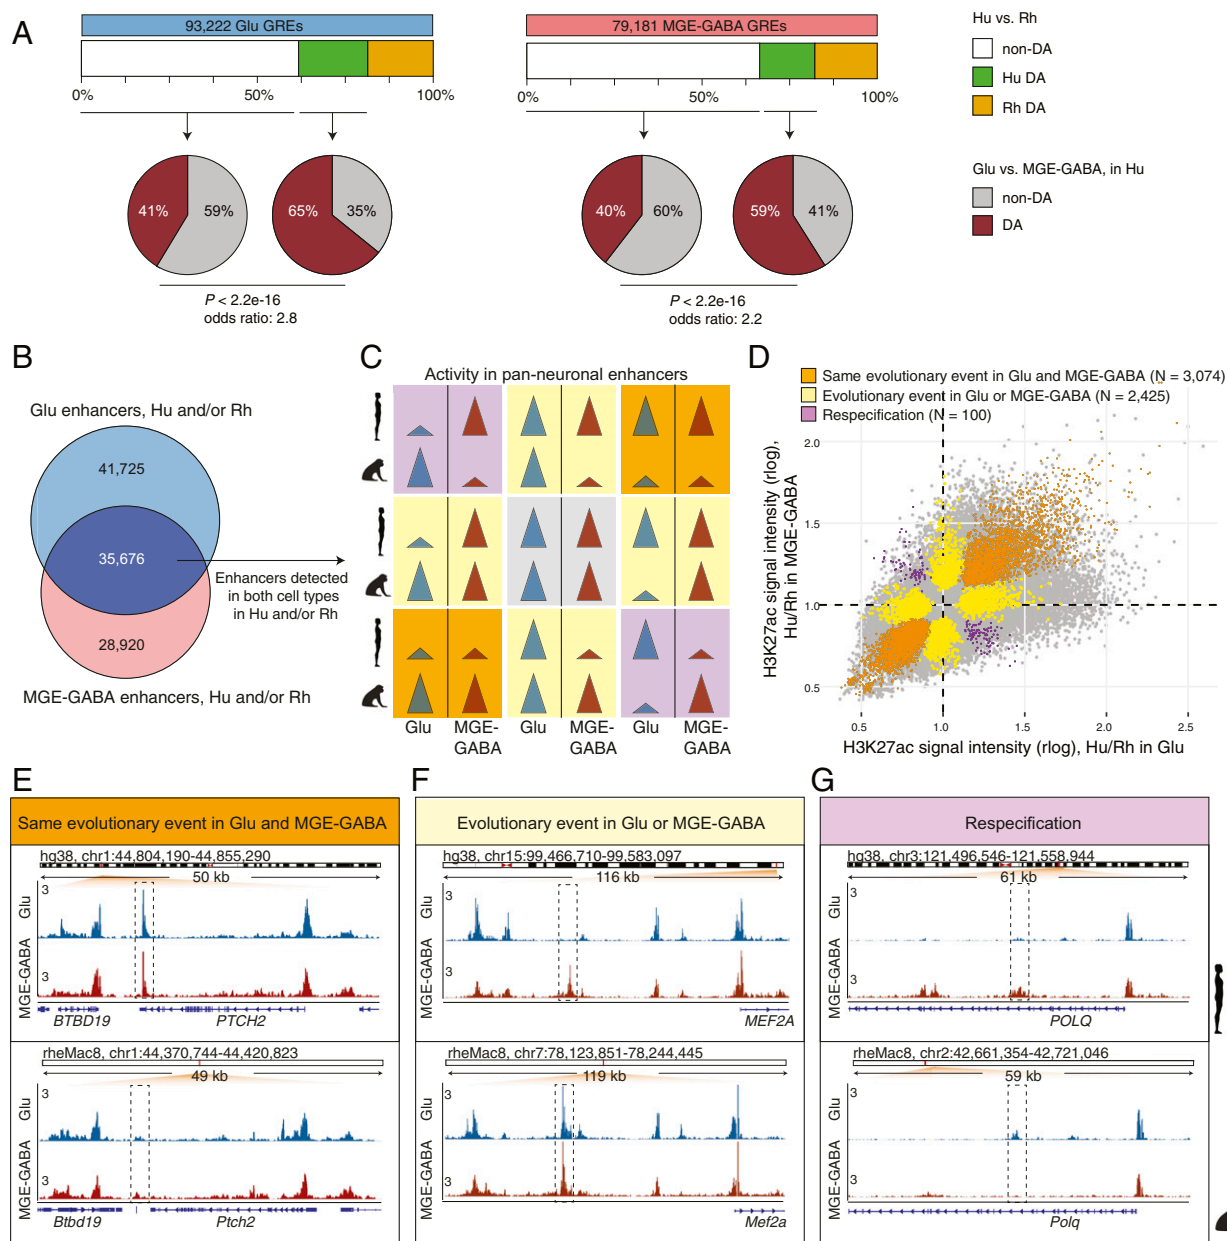 A
93,222 Glu GREs
0%
50%
100%
41%
59%
65%
35%
P < 2.2e-16
odds ratio: 2.8
79,181 MGE-GABA GREs
0%
50%
100%
40%
60%
59%
41%
P < 2.2e-16
odds ratio: 2.2
Hu vs. Rh
non-DA
Hu DA
Rh DA
Glu vs. MGE-GABA, in Hu
non-DA
DA
B
Glu enhancers, Hu and/or Rh
41,725
35,676
28,920
MGE-GABA enhancers, Hu and/or Rh
Enhancers detected
in both cell types
in Hu and/or Rh
C
Activity in pan-neuronal enhancers
Glu
MGE-
GABA
Glu
MGE-
GABA
Glu
MGE-
GABA
D
Same evolutionary event in Glu and MGE-GABA (N = 3,074)
Evolutionary event in Glu or MGE-GABA (N = 2,425)
Respecification (N = 100)
H3K27ac signal intensity (rlog),
Hu/Rh in MGE-GABA
2.0
1.5
1.0
0.5
0.5
1.0
1.5
2.0
2.5
H3K27ac signal intensity (rlog), Hu/Rh in Glu
E
Same evolutionary event in Glu and MGE-GABA
hg38, chr1:44,804,190-44,855,290
50 kb
Glu
3
MGE-GABA
3
BTBD19
PTCH2
rheMac8, chr1:44,370,744-44,420,823
49 kb
Glu
3
MGE-GABA
3
Btbd19
Ptch2
F
Evolutionary event in Glu or MGE-GABA
hg38, chr15:99,466,710-99,583,097
116 kb
Glu
3
MGE-GABA
3
MEF2A
rheMac8, chr7:78,123,851-78,244,445
119 kb
Glu
3
MGE-GABA
3
Mef2a
G
Respecification
hg38, chr3:121,496,546-121,558,944
61 kb
Glu
3
MGE-GABA
3
POLQ
rheMac8, chr2:42,661,354-42,721,046
59 kb
Glu
3
MGE-GABA
3
Polq